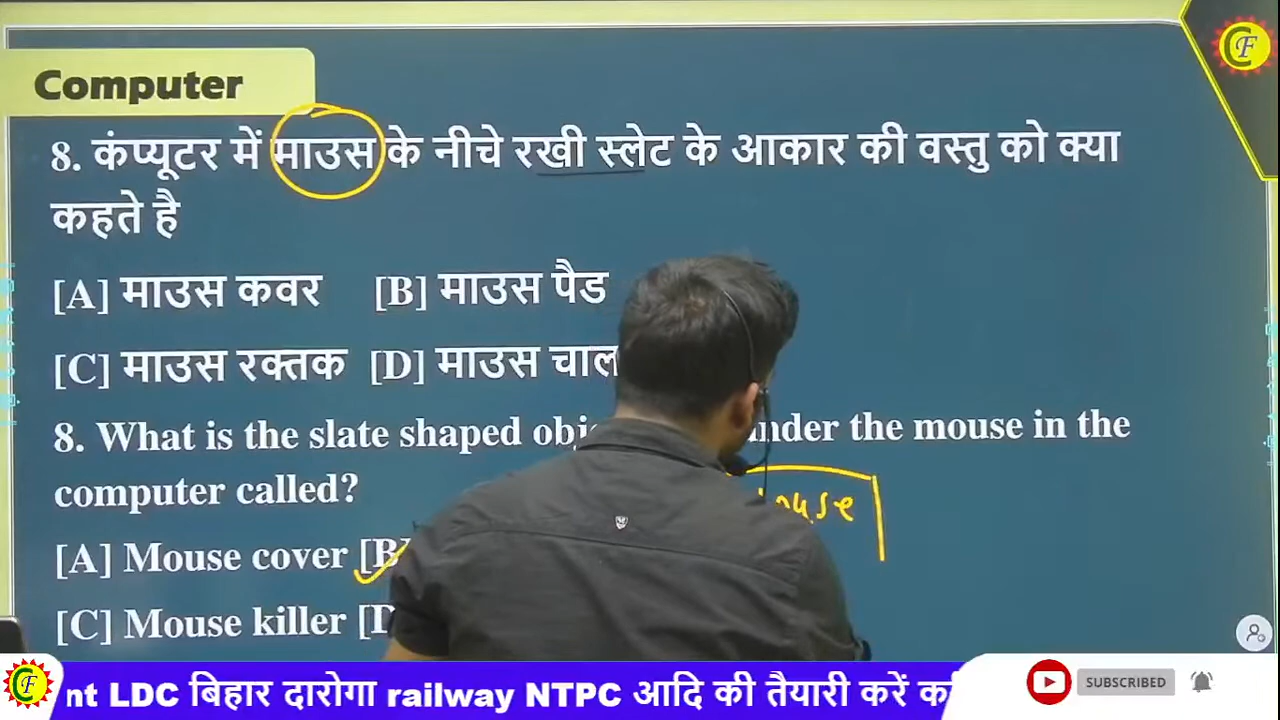 Computer
8. कंप्यूटर में माउस के नीचे रखी स्लेट के आकार की वस्तु को क्या
कहते है
[A] माउस कवर [B] माउस पैड
[C] माउस रक्तक [D] माउस चाल
8. What is the slate shaped under the mouse in the
computer called?
[A] Mouse cover [B]
[C] Mouse killer [D
nt LDC बिहार दारोगा railway NTPC आदि की तैयारी करें
SUBSCRIBED